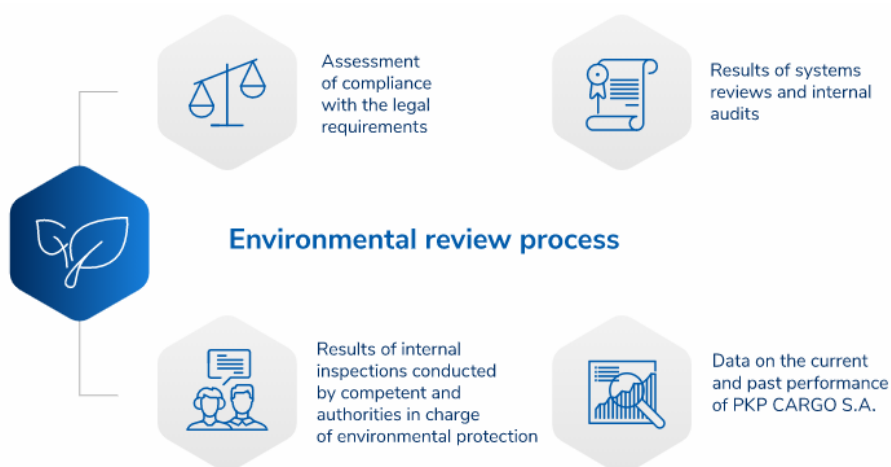 Assessment
of compliance
with the legal
requirements
Results of systems
reviews and internal
audits
Environmental review process
Results of internal
inspections conducted
by competent and
authorities in charge
of environmental protection
Data on the current
and past performance
of PKP CARGO S.A.